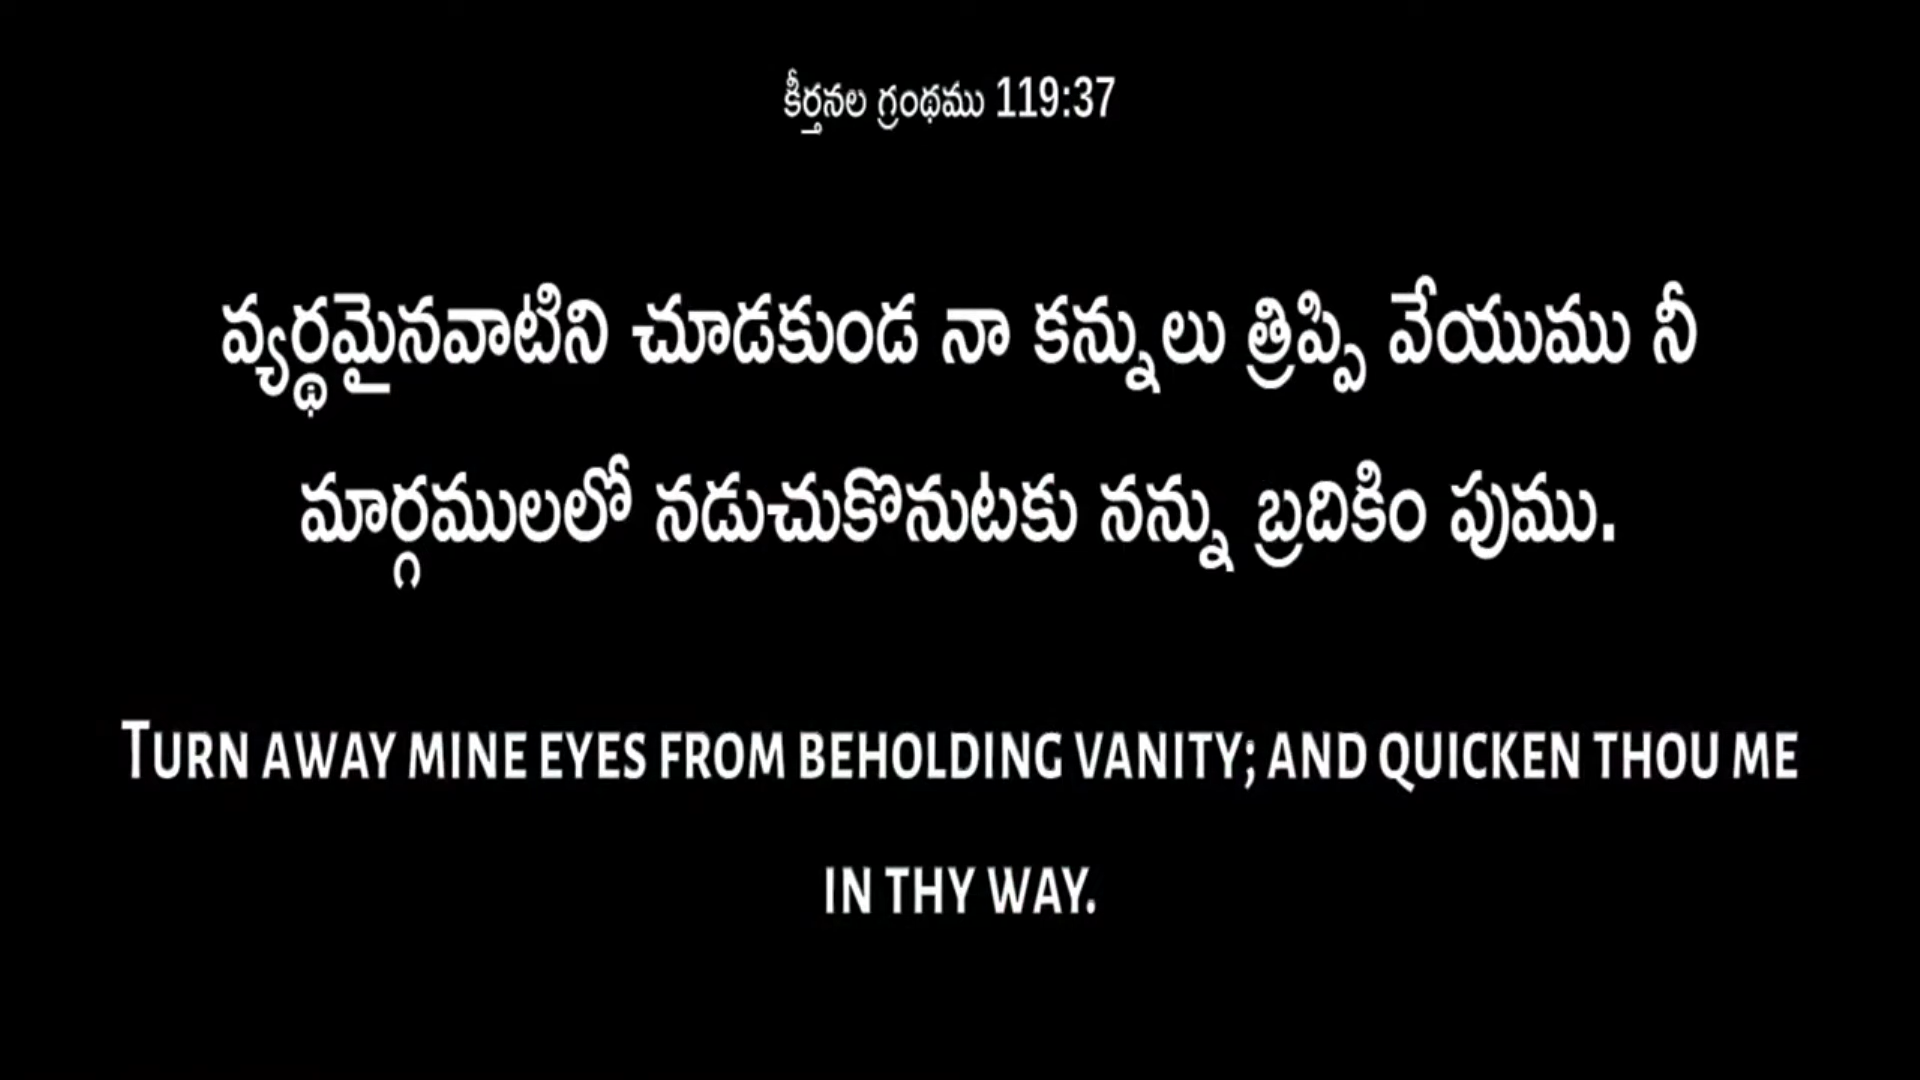 కీర్తనల గ్రంథము 119:37
వ్యర్థమైనవాటిని చూడకుండ నా కన్నులు త్రిప్పి వేయుము నీ
మార్గములలో నడుచుకొనుటకు నన్ను బ్రదికిం పుము.
Turn away mine eyes from beholding vanity; and quicken thou me
in thy way.